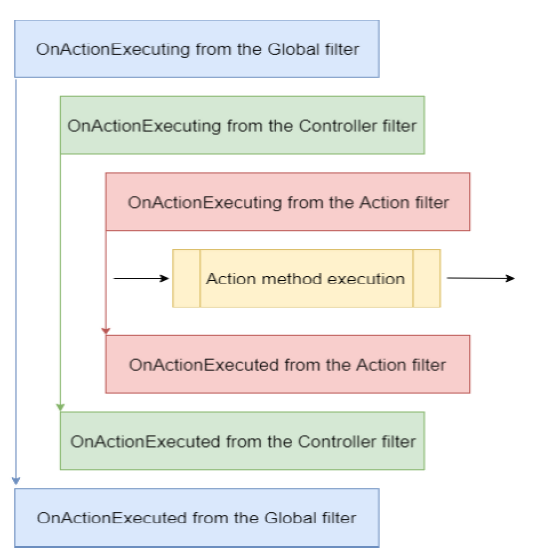 OnActionExecuting from the Global filter
OnActionExecuting from the Controller filter
OnActionExecuting from the Action filter
Action method execution
OnActionExecuted from the Action filter
OnActionExecuted from the Controller filter
OnActionExecuted from the Global filter